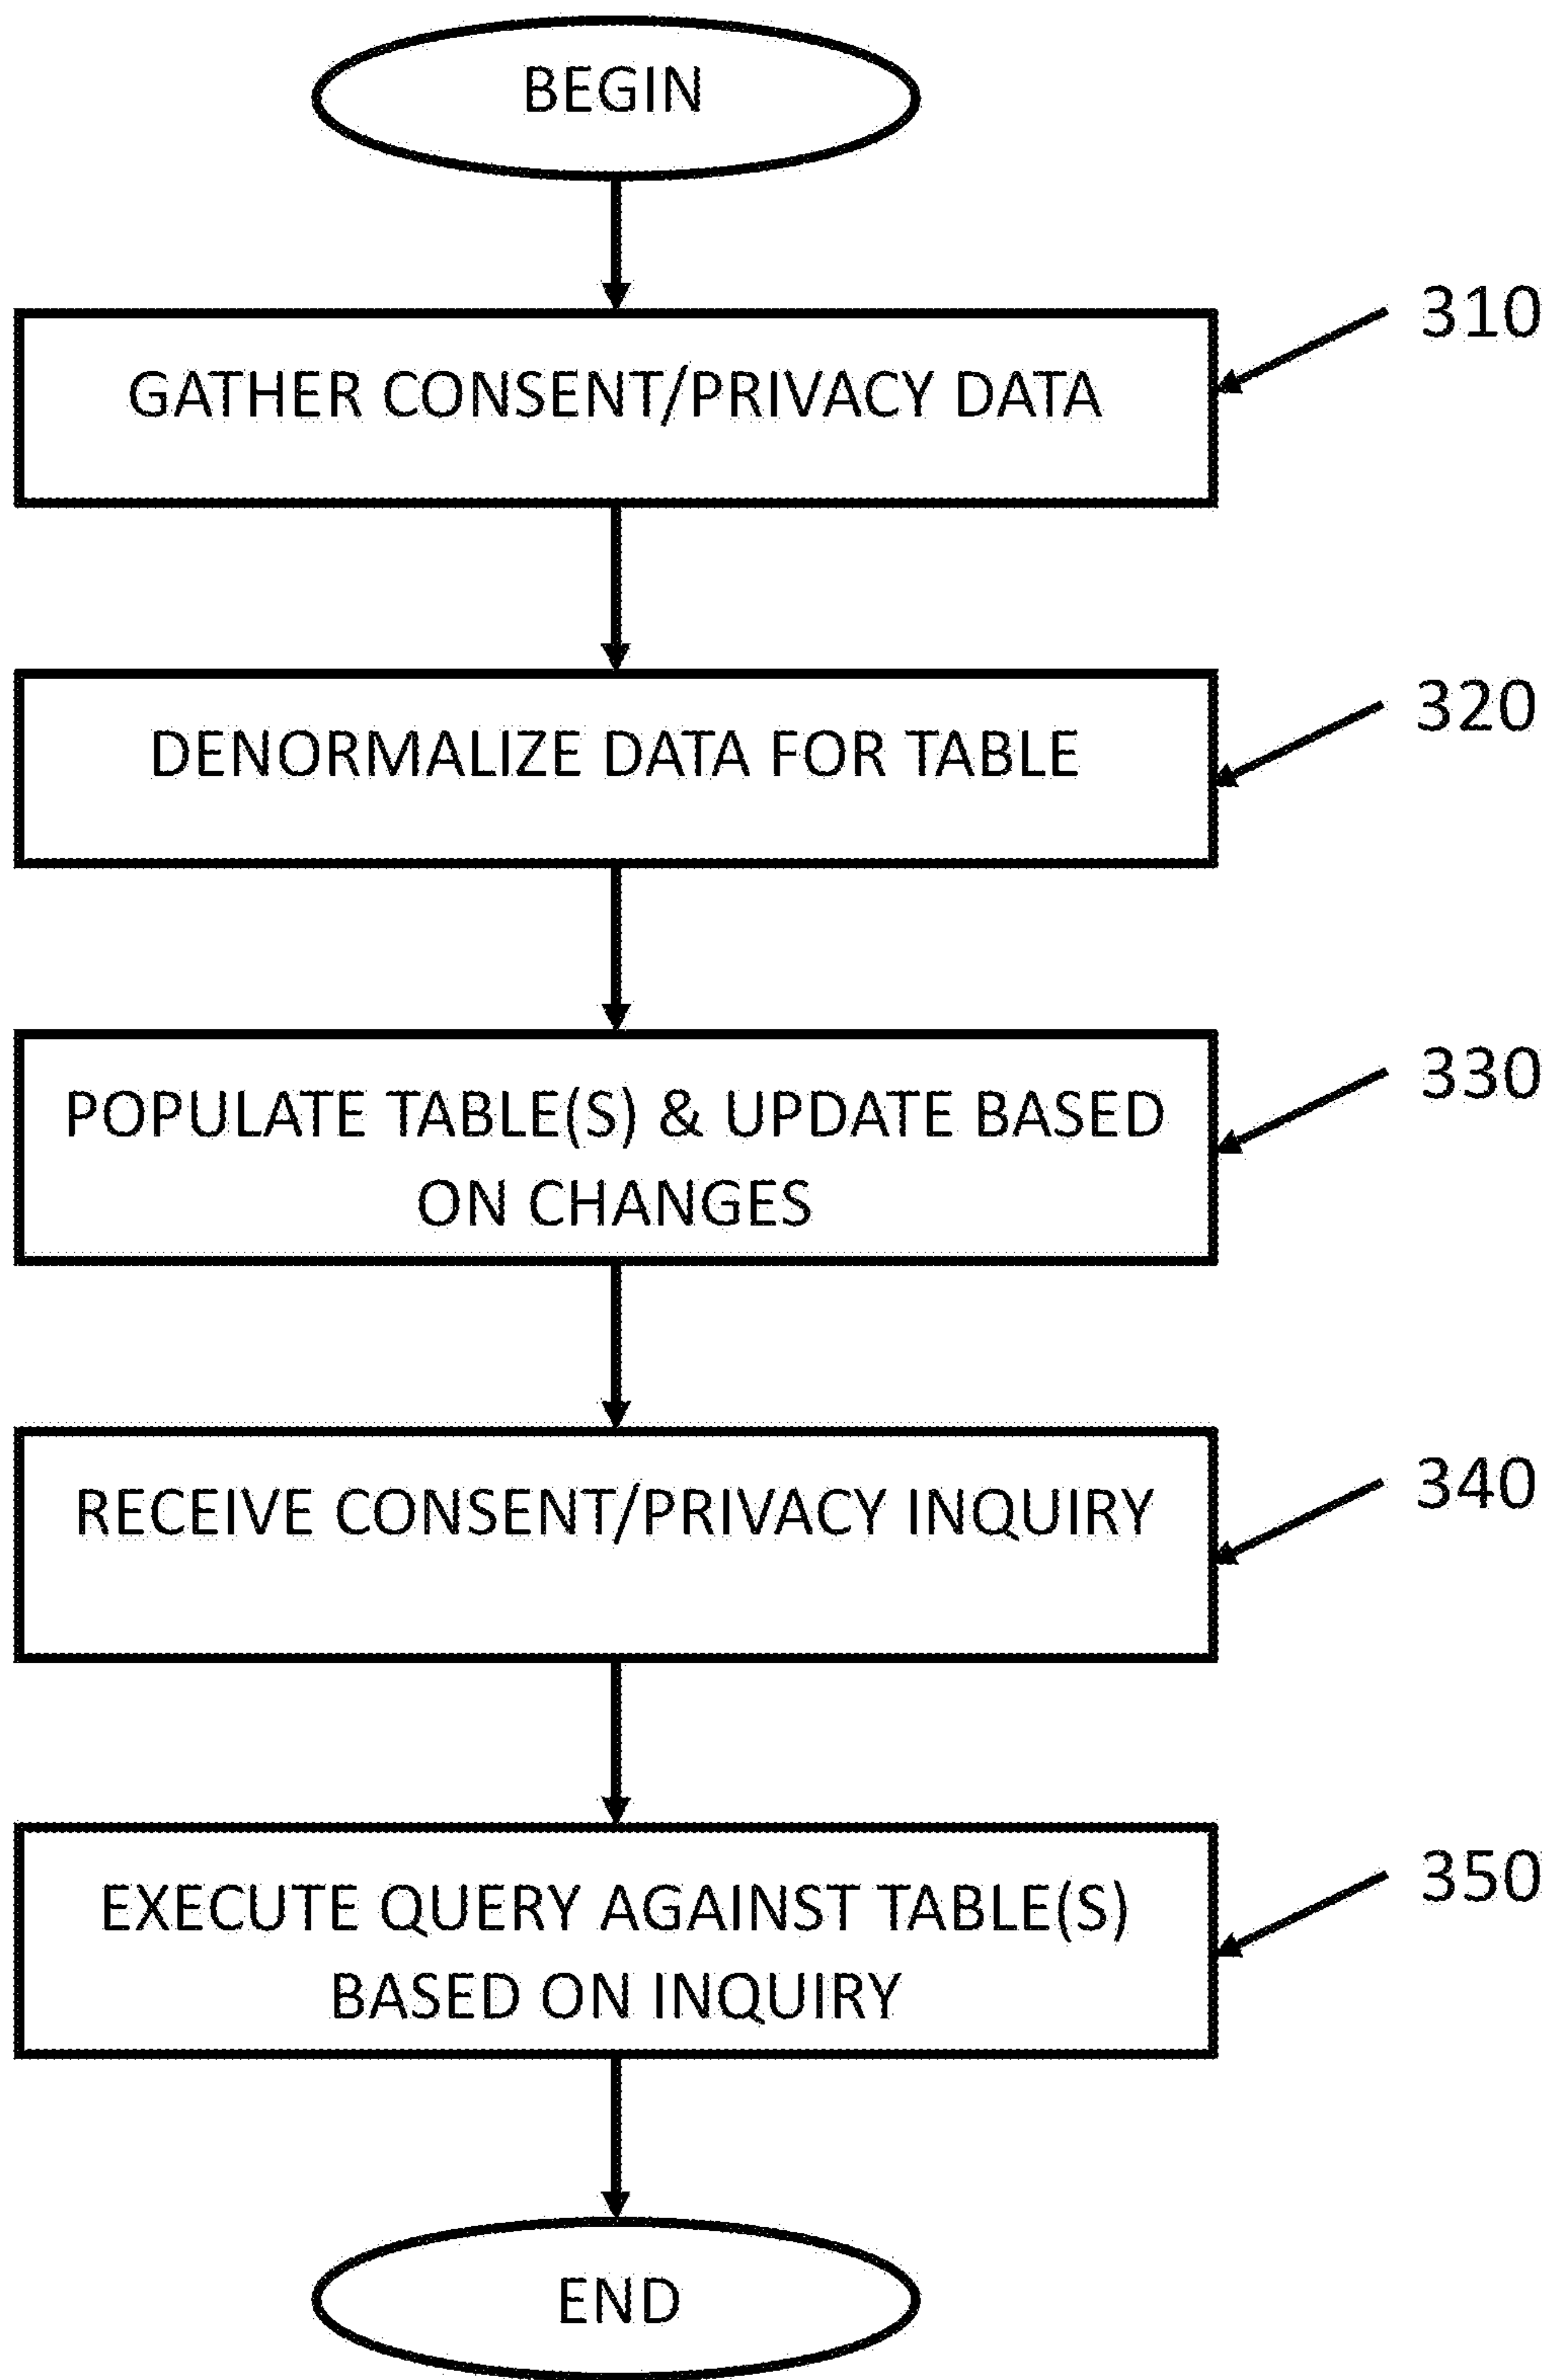 BEGIN
GATHER CONSENT/PRIVACY DATA
310
DENORMALIZE DATA FOR TABLE
320
POPULATE TABLE(S) & UPDATE BASED
ON CHANGES
330
RECEIVE CONSENT/PRIVACY INQUIRY
340
EXECUTE QUERY AGAINST TABLE(S)
BASED ON INQUIRY
350
END